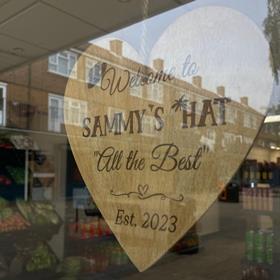 Welcome to
SAMMY'S HAT
"All the Best"
Est. 2023